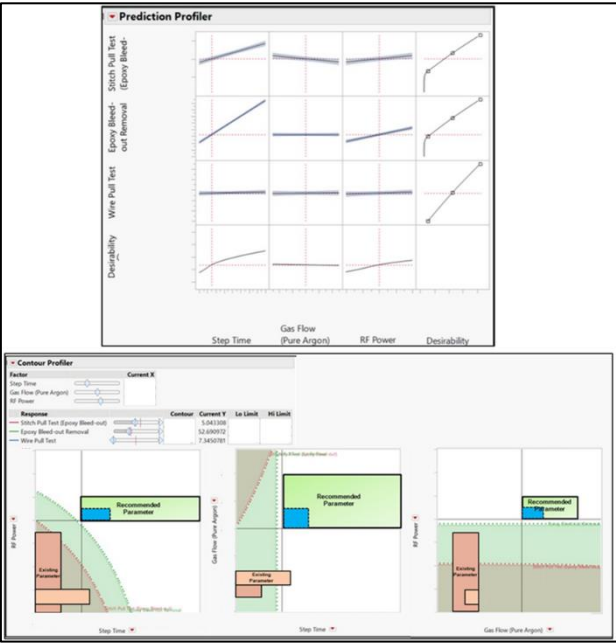 Prediction Profiler
Stitch Pull Test
(Epoxy Bleed-
Epoxy Bleed-
out Removal
Wire Pull Test
Desirability
Step Time
Gas Flow
(Pure Argon)
RF Power
Desirability
Contour Profiler
Factor
Current X
Step Time
Gas Flow (Pure Argon)
RF Power
Response
Contour
Current Y
Lo Limit
Hi Limit
Stitch Pull Test (Epoxy Bleed-out)
5.043308
Epoxy Bleed-out Removal
52.690972
Wire Pull Test
7.3450781
RF Power
Recommended
Parameter
Existing
Parameter
Step Time
Gas Flow (Pure Argon)
Recommended
Parameter
Existing
Parameter
Step Time
RF Power
Recommended
Parameter
Existing
Parameter
Gas Flow (Pure Argon)